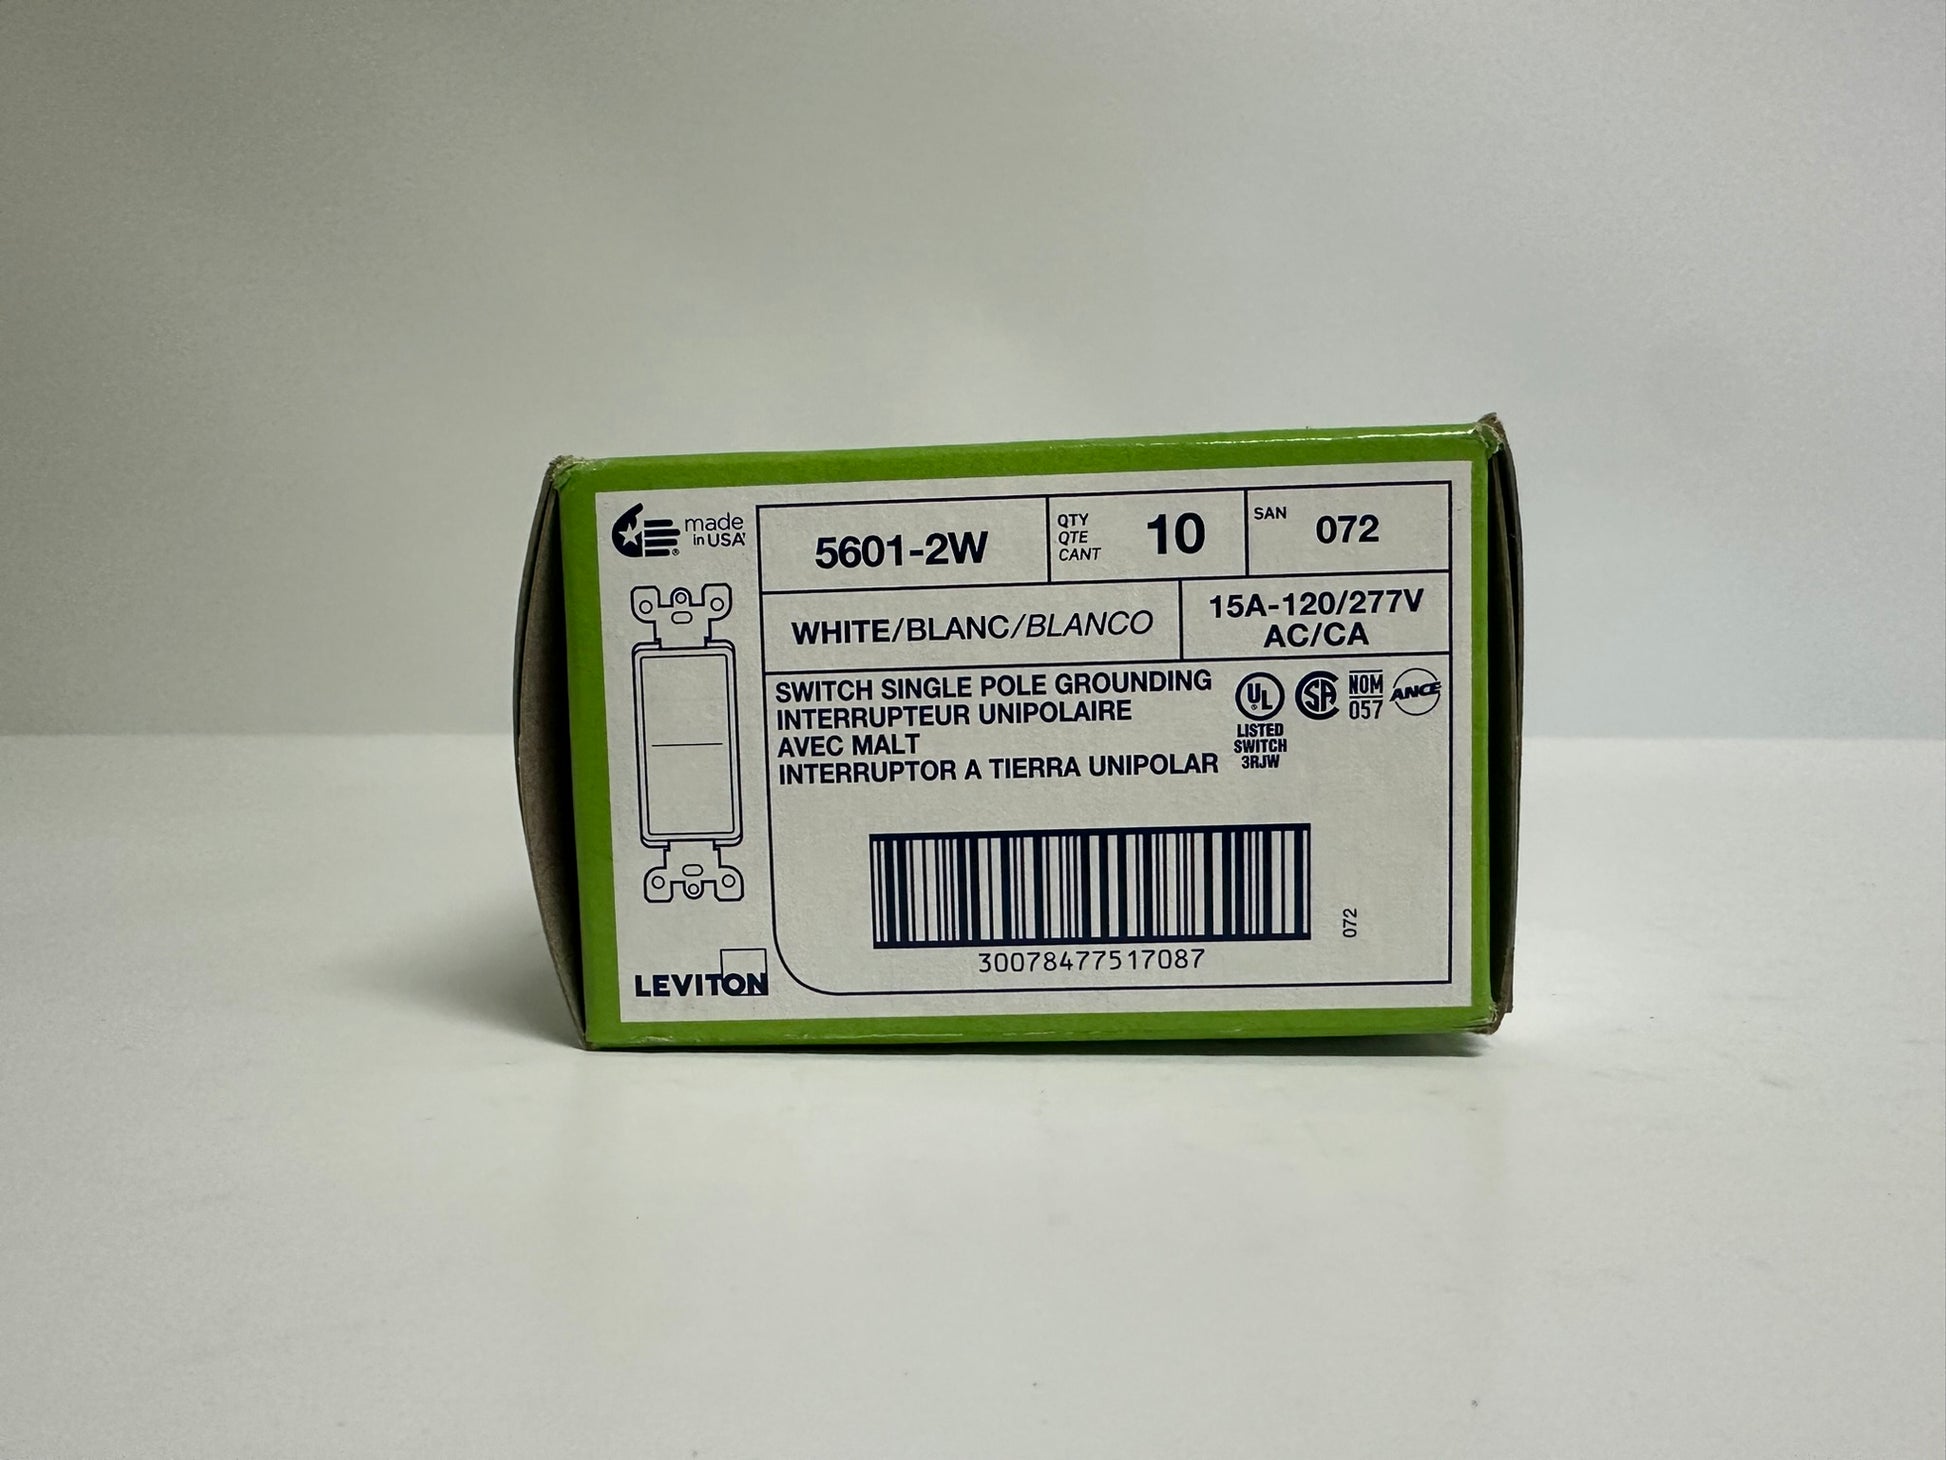 made
in USA
5601-2W
QTY
QTE
CANT
10
SAN
072
WHITE/BLANC/BLANCO
15A-120/277V
AC/CA
SWITCH SINGLE POLE GROUNDING
INTERRUPTEUR UNIPOLAIRE
AVEC MALT
INTERRUPTOR A TIERRA UNIPOLAR
UL
LISTED
SWITCH
3RJW
SA
NOM
057
ANCE
072
30078477517087
LEVITON